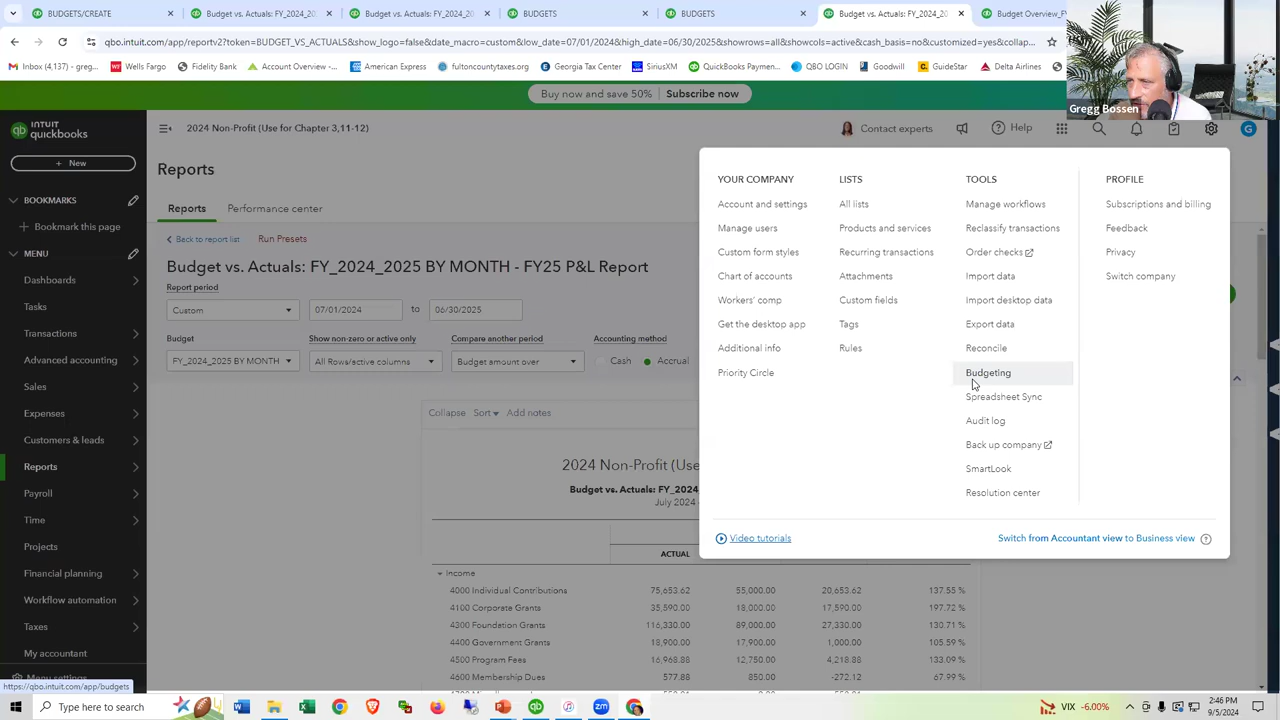 BUDGETS/CREATE
Budget vs. Actuals: FY_2024_20
Budget vs. Actuals: FY_2024_20
BUDGETS
BUDGETS
Budget vs. Actuals: FY_2024_20
Budget Overview_F
qbo.intuit.com/app/reportv2?token=BUDGET_VS_ACTUALS&show_logo=false&date_macro=custom&low_date=07/01/2024&high_date=06/30/2025&showrows=all&showcols=active&cash_basis=no&customized=yes&collap...
Inbox (4,137) - greg...
Wells Fargo
Fidelity Bank
Account Overview -...
American Express
fultoncountytaxes.o...
Georgia Tax Center
SiriusXM
QuickBooks Paymen...
QBO LOGIN
Goodwill
GuideStar
Delta Airlines
Gregg Bossen
Buy now and save 50%
Subscribe now
INTUIT
quickbooks
2024 Non-Profit (Use for Chapter 3,11-12)
Contact experts
Help
G
+ New
BOOKMARKS
+ Bookmark this page
MENU
Dashboards
Tasks
Transactions
Advanced accounting
Sales
Expenses
Customers & leads
Reports
Payroll
Time
Projects
Financial planning
Workflow automation
Taxes
My accountant
Menu settings
https://qbo.intuit.com/app/budgets
Reports
Reports
Performance center
Back to report list
Run Presets
Budget vs. Actuals: FY_2024_2025 BY MONTH - FY25 P&L Report
Report period
Custom
07/01/2024
to
06/30/2025
Budget
Show non-zero or active only
Compare another period
Accounting method
FY_2024_2025 BY MONTH
All Rows/active columns
Budget amount over
Cash
Accrual
Collapse
Sort
Add notes
2024 Non-Profit (Use
Budget vs. Actuals: FY_2024
July 2024 -
ACTUAL
Income
4000 Individual Contributions 75,653.62 55,000.00 20,653.62 137.55 %
4100 Corporate Grants 35,590.00 18,000.00 17,590.00 197.72 %
4300 Foundation Grants 116,330.00 89,000.00 27,330.00 130.71 %
4400 Government Grants 18,900.00 17,900.00 1,000.00 105.59 %
4500 Program Fees 16,968.88 12,750.00 4,218.88 133.09 %
4600 Membership Dues 577.88 850.00 -272.12 67.99 %
YOUR COMPANY
Account and settings
Manage users
Custom form styles
Chart of accounts
Workers' comp
Get the desktop app
Additional info
Priority Circle
LISTS
All lists
Products and services
Recurring transactions
Attachments
Custom fields
Tags
Rules
TOOLS
Manage workflows
Reclassify transactions
Order checks
Import data
Import desktop data
Export data
Reconcile
Budgeting
Spreadsheet Sync
Audit log
Back up company
SmartLook
Resolution center
PROFILE
Subscriptions and billing
Feedback
Privacy
Switch company
Video tutorials
Switch from Accountant view to Business view
Type here to search
VIX -6.00%
2:46 PM
9/5/2024